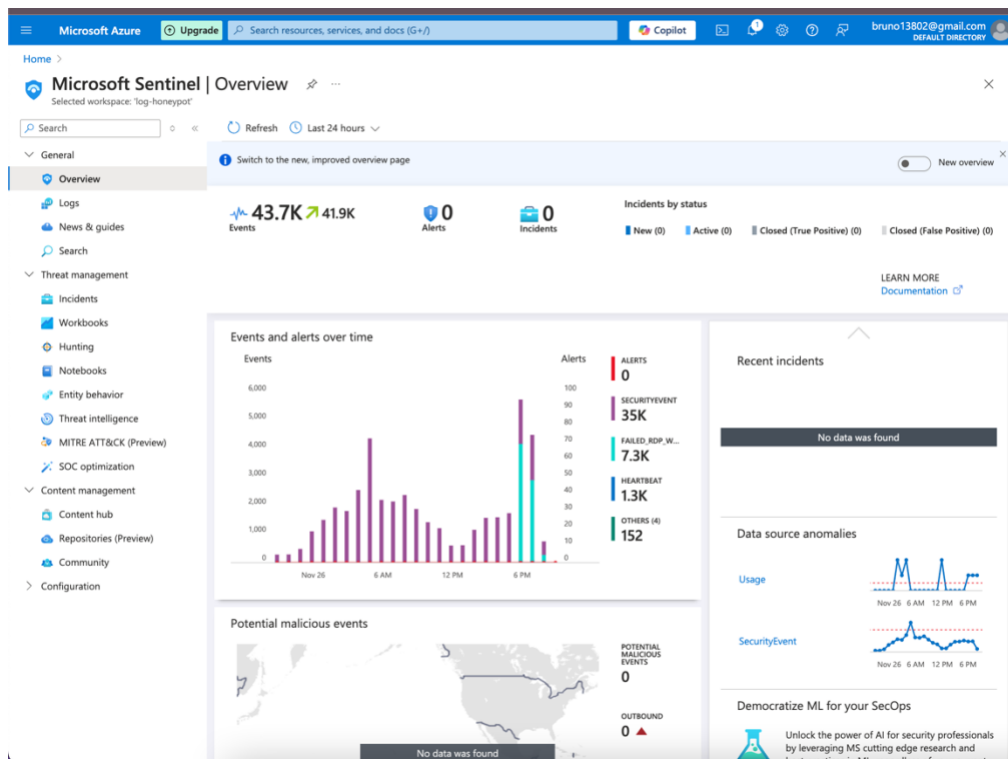 Microsoft Azure
Upgrade
Search resources, services, and docs (G+/)
Copilot
1
bruno13802@gmail.com
DEFAULT DIRECTORY
Home >
Microsoft Sentinel | Overview
Selected workspace: 'log-honeypot'
Search
General
Overview
Logs
News & guides
Search
Threat management
Incidents
Workbooks
Hunting
Notebooks
Entity behavior
Threat intelligence
MITRE ATT&CK (Preview)
SOC optimization
Content management
Content hub
Repositories (Preview)
Community
Configuration
Refresh
Last 24 hours
Switch to the new, improved overview page
New overview
43.7K 41.9K
Events
0
Alerts
0
Incidents
Incidents by status
New (0) Active (0) Closed (True Positive) (0) Closed (False Positive) (0)
LEARN MORE
Documentation
Events and alerts over time
Events
Alerts
6,000
5,000
4,000
3,000
2,000
1,000
0
100
90
80
70
60
50
40
30
20
10
0
Nov 26 6 AM 12 PM 6 PM
ALERTS
0
SECURITYEVENT
35K
FAILED_RDP_W...
7.3K
HEARTBEAT
1.3K
OTHERS (4)
152
Potential malicious events
POTENTIAL
MALICIOUS
EVENTS
0
OUTBOUND
0
No data was found
Recent incidents
No data was found
Data source anomalies
Usage
Nov 26 6 AM 12 PM 6 PM
SecurityEvent
Nov 26 6 AM 12 PM 6 PM
Democratize ML for your SecOps
Unlock the power of AI for security professionals
by leveraging MS cutting edge research and